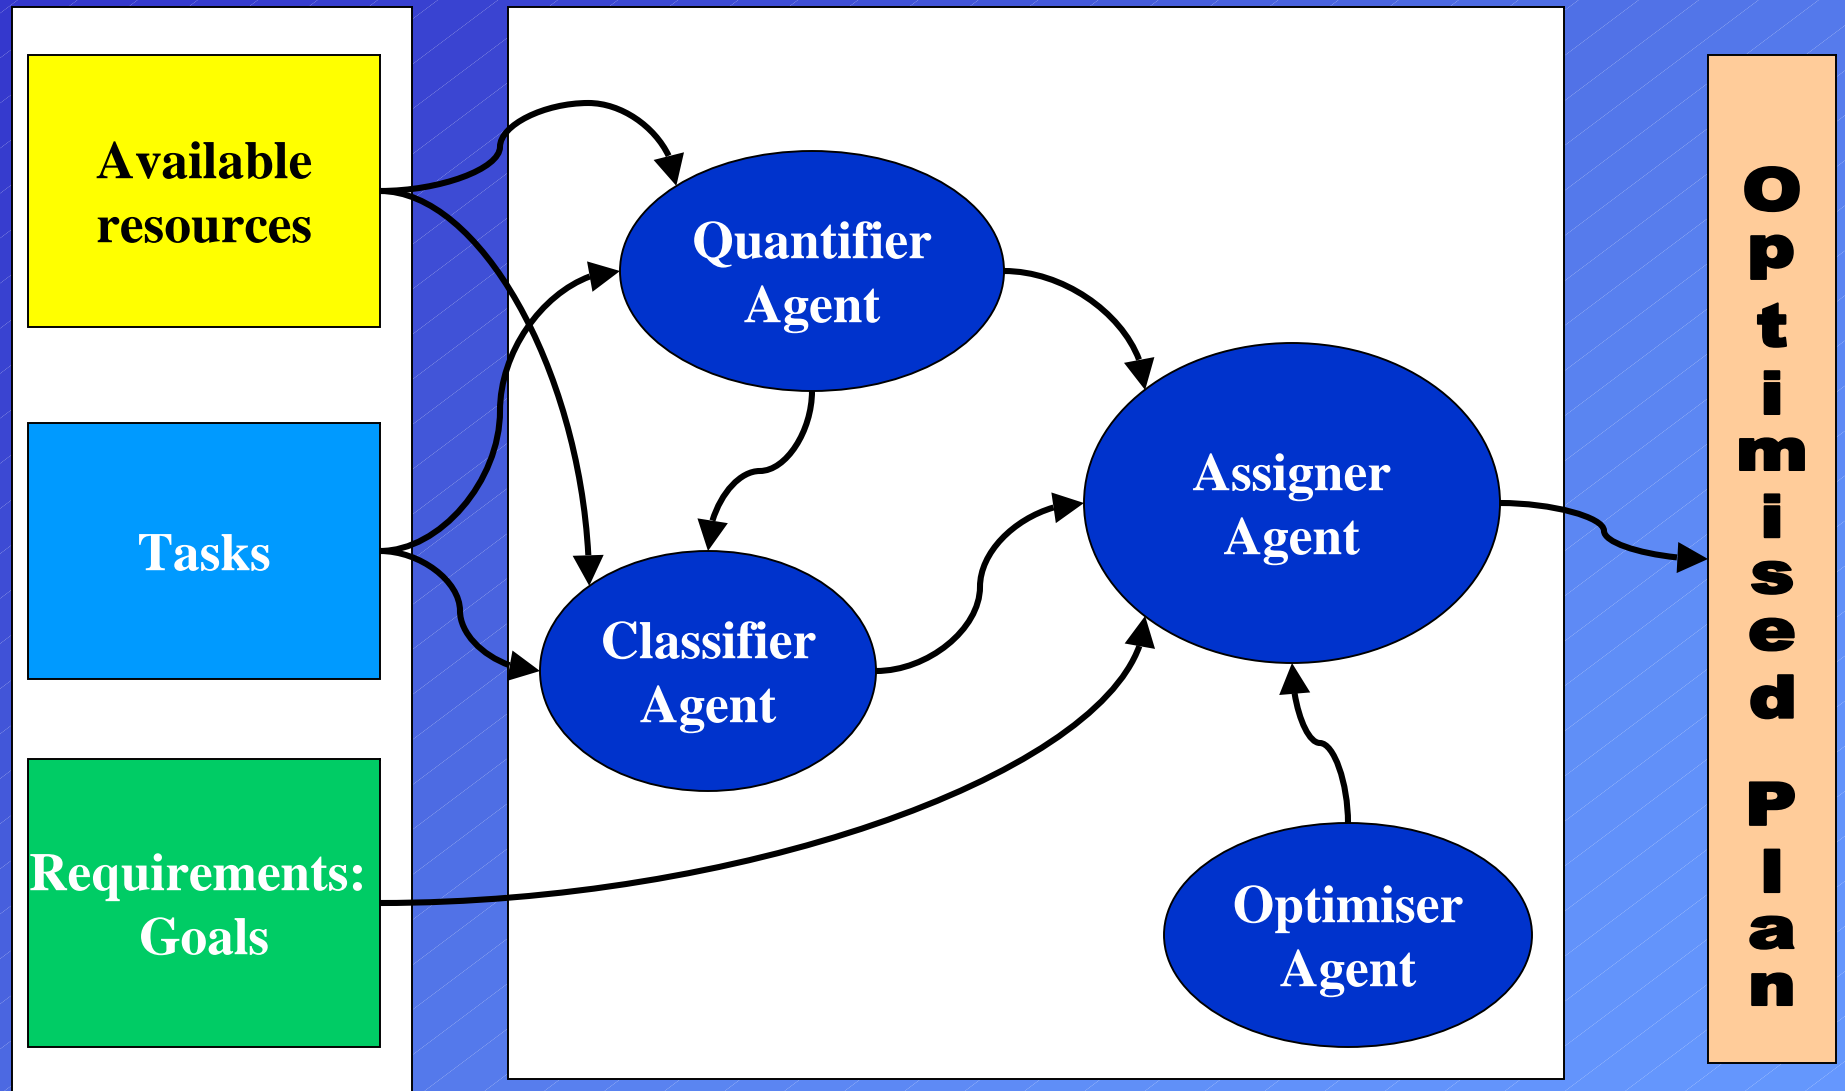 Available
resources
Tasks
Requirements:
Goals
Quantifier
Agent
Classifier
Agent
Assigner
Agent
Optimiser
Agent
Optimised Plan